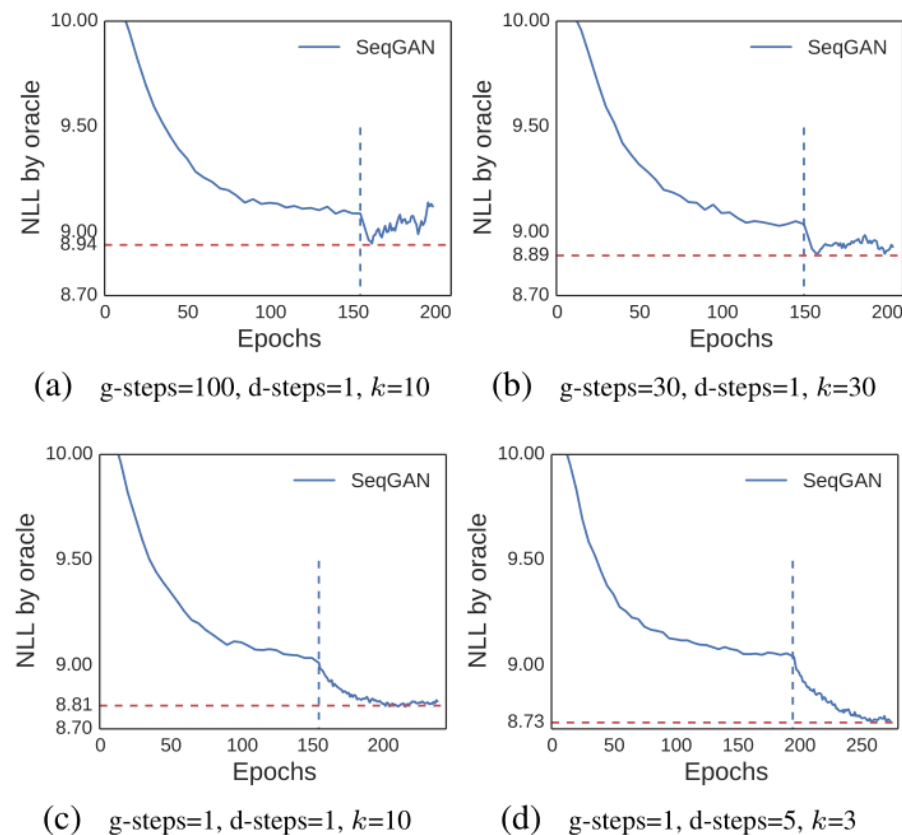 10.00
SeqGAN
9.50
NLL by oracle
9.00
8.94
8.70
0 50 100 150 200
Epochs
(a) g-steps=100, d-steps=1, k=10
10.00
SeqGAN
9.50
NLL by oracle
9.00
8.89
8.70
0 50 100 150 200
Epochs
(b) g-steps=30, d-steps=1, k=30
10.00
SeqGAN
9.50
NLL by oracle
9.00
8.81
8.70
0 50 100 150 200
Epochs
(c) g-steps=1, d-steps=1, k=10
10.00
SeqGAN
9.50
NLL by oracle
9.00
8.73
0 50 100 150 200 250
Epochs
(d) g-steps=1, d-steps=5, k=3